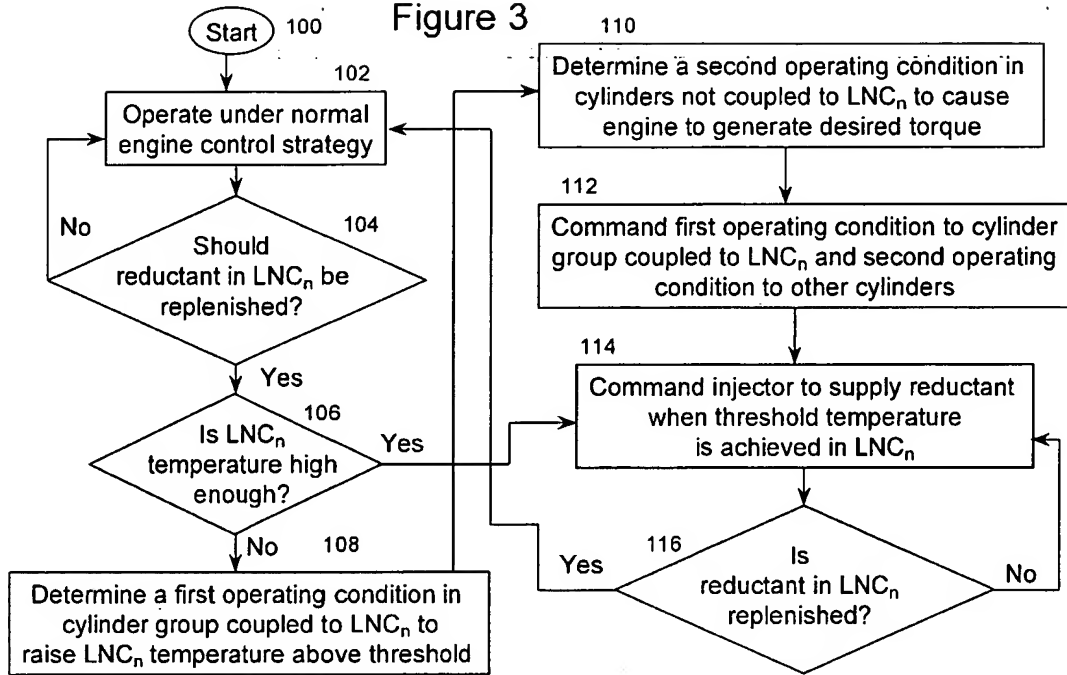 Figure 3
Start
100
102
Operate under normal
engine control strategy
No
104
Should
reductant in LNCn be
replenished?
Yes
106
Is LNCn
temperature high
enough?
Yes
No
108
Determine a first operating condition in
cylinder group coupled to LNCn to
raise LNCn temperature above threshold
110
Determine a second operating condition in
cylinders not coupled to LNCn to cause
engine to generate desired torque
112
Command first operating condition to cylinder
group coupled to LNCn and second operating
condition to other cylinders
114
Command injector to supply reductant
when threshold temperature
is achieved in LNCn
Yes
116
Is
reductant in LNCn
replenished?
No